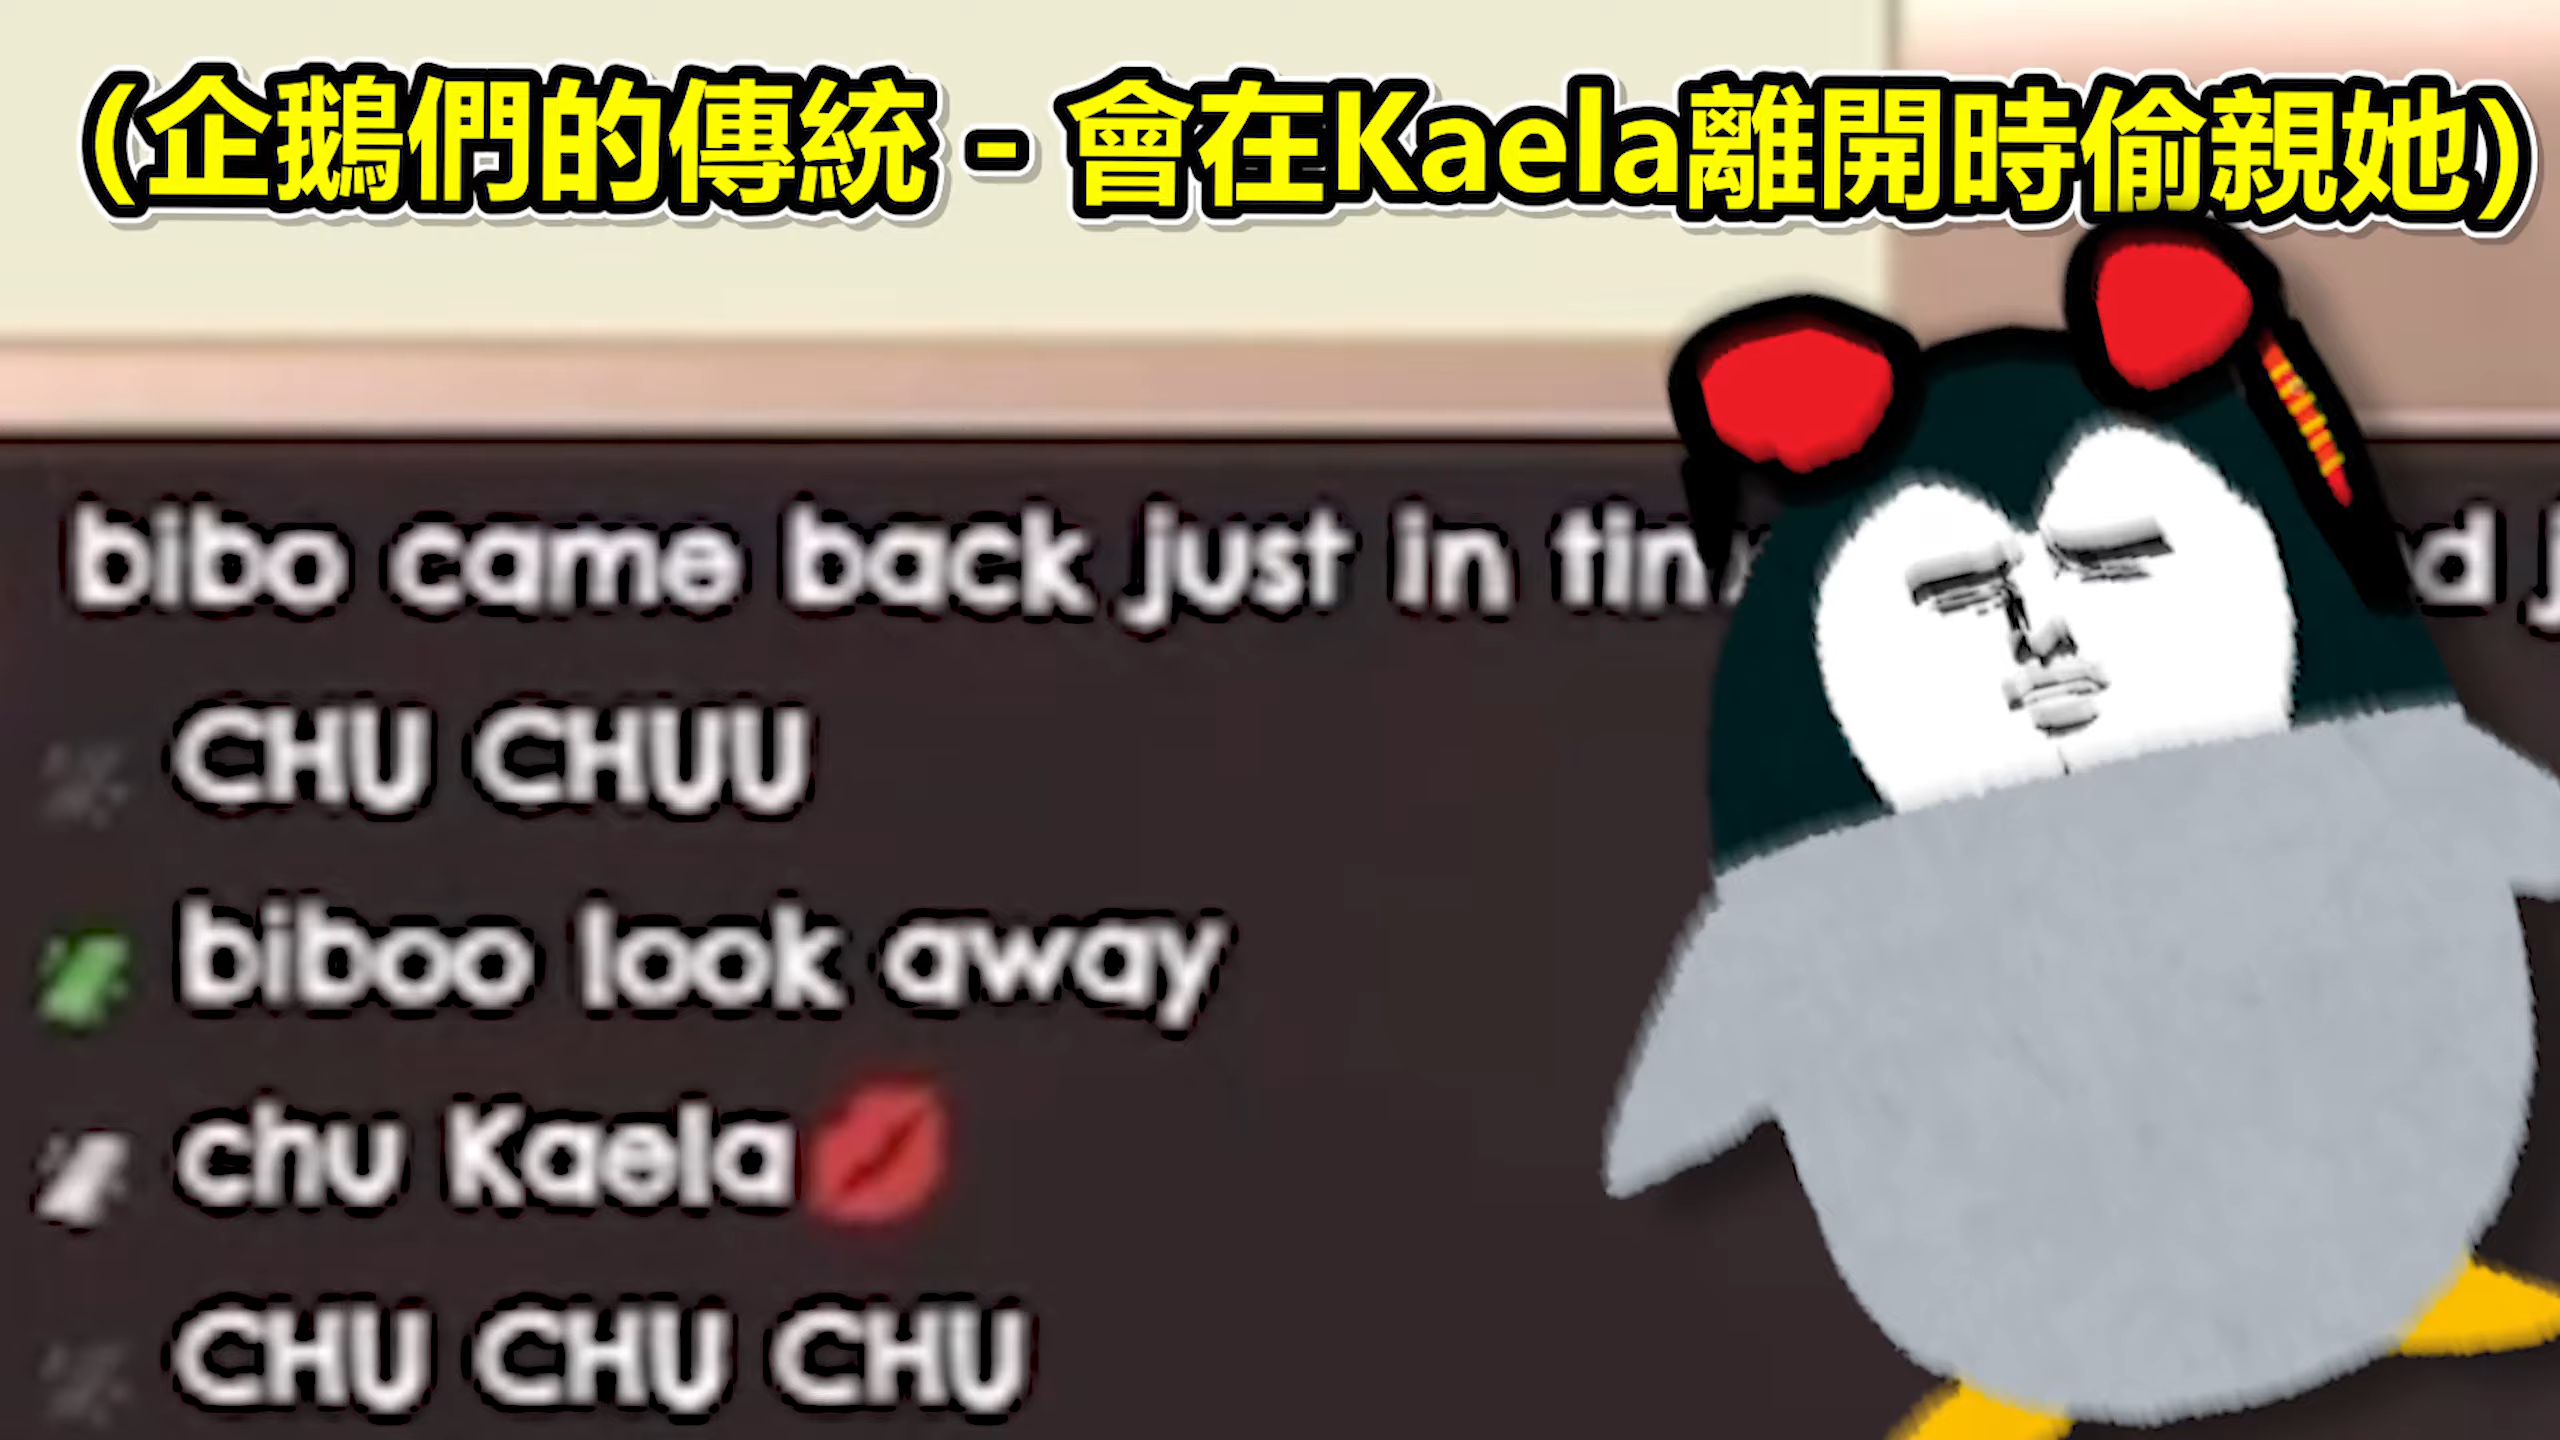 (企鵝們的傳統 - 會在Kaela離開時偷親她)
bibo came back just in
CHU CHUU
biboo look away
chu Kaela
CHU CHU CHU